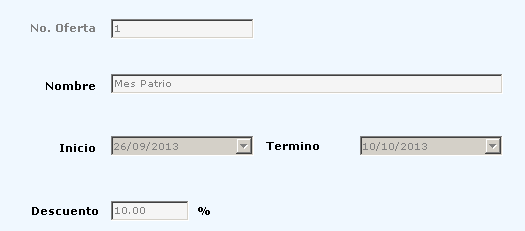 No. Oferta 1
Nombre Mes Patrio
Inicio 26/09/2013 Termino 10/10/2013
Descuento 10.00 %